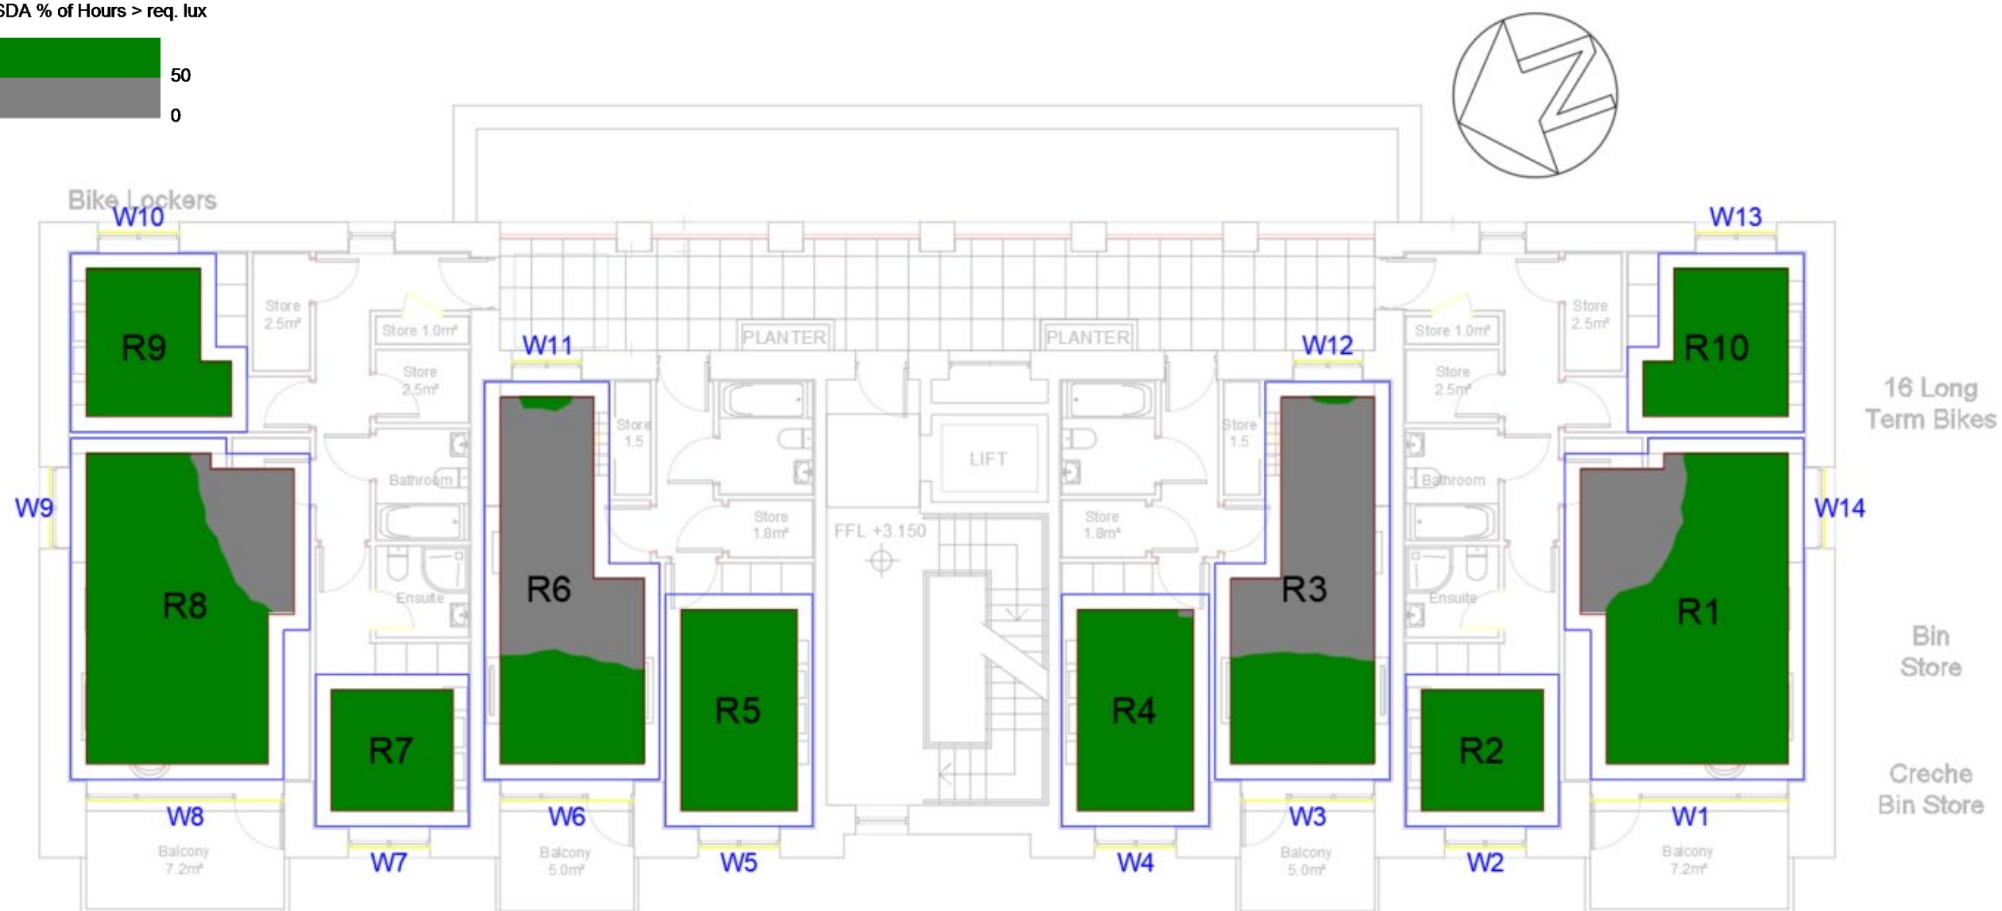 SDA % of Hours > req. lux
50
0
N
Bike Lockers
W10
W13
W11
W12
PLANTER
PLANTER
Store
2.5m²
Store 1.0m²
Store
2.5m²
Store 1.0m²
Store
2.5m²
Store
2.5m²
R9
R10
16 Long
Term Bikes
Store
1.5
Store
1.5
LIFT
Bathroom
Bathroom
W9
W14
Store
1.8m²
FFL +3.150
Store
1.8m²
R8
R6
R3
R1
Ensuite
Ensuite
Bin
Store
R7
R5
R4
R2
Creche
Bin Store
W8
W6
W3
W1
Balcony
7.2m²
W7
Balcony
5.0m²
W5
W4
Balcony
5.0m²
W2
Balcony
7.2m²